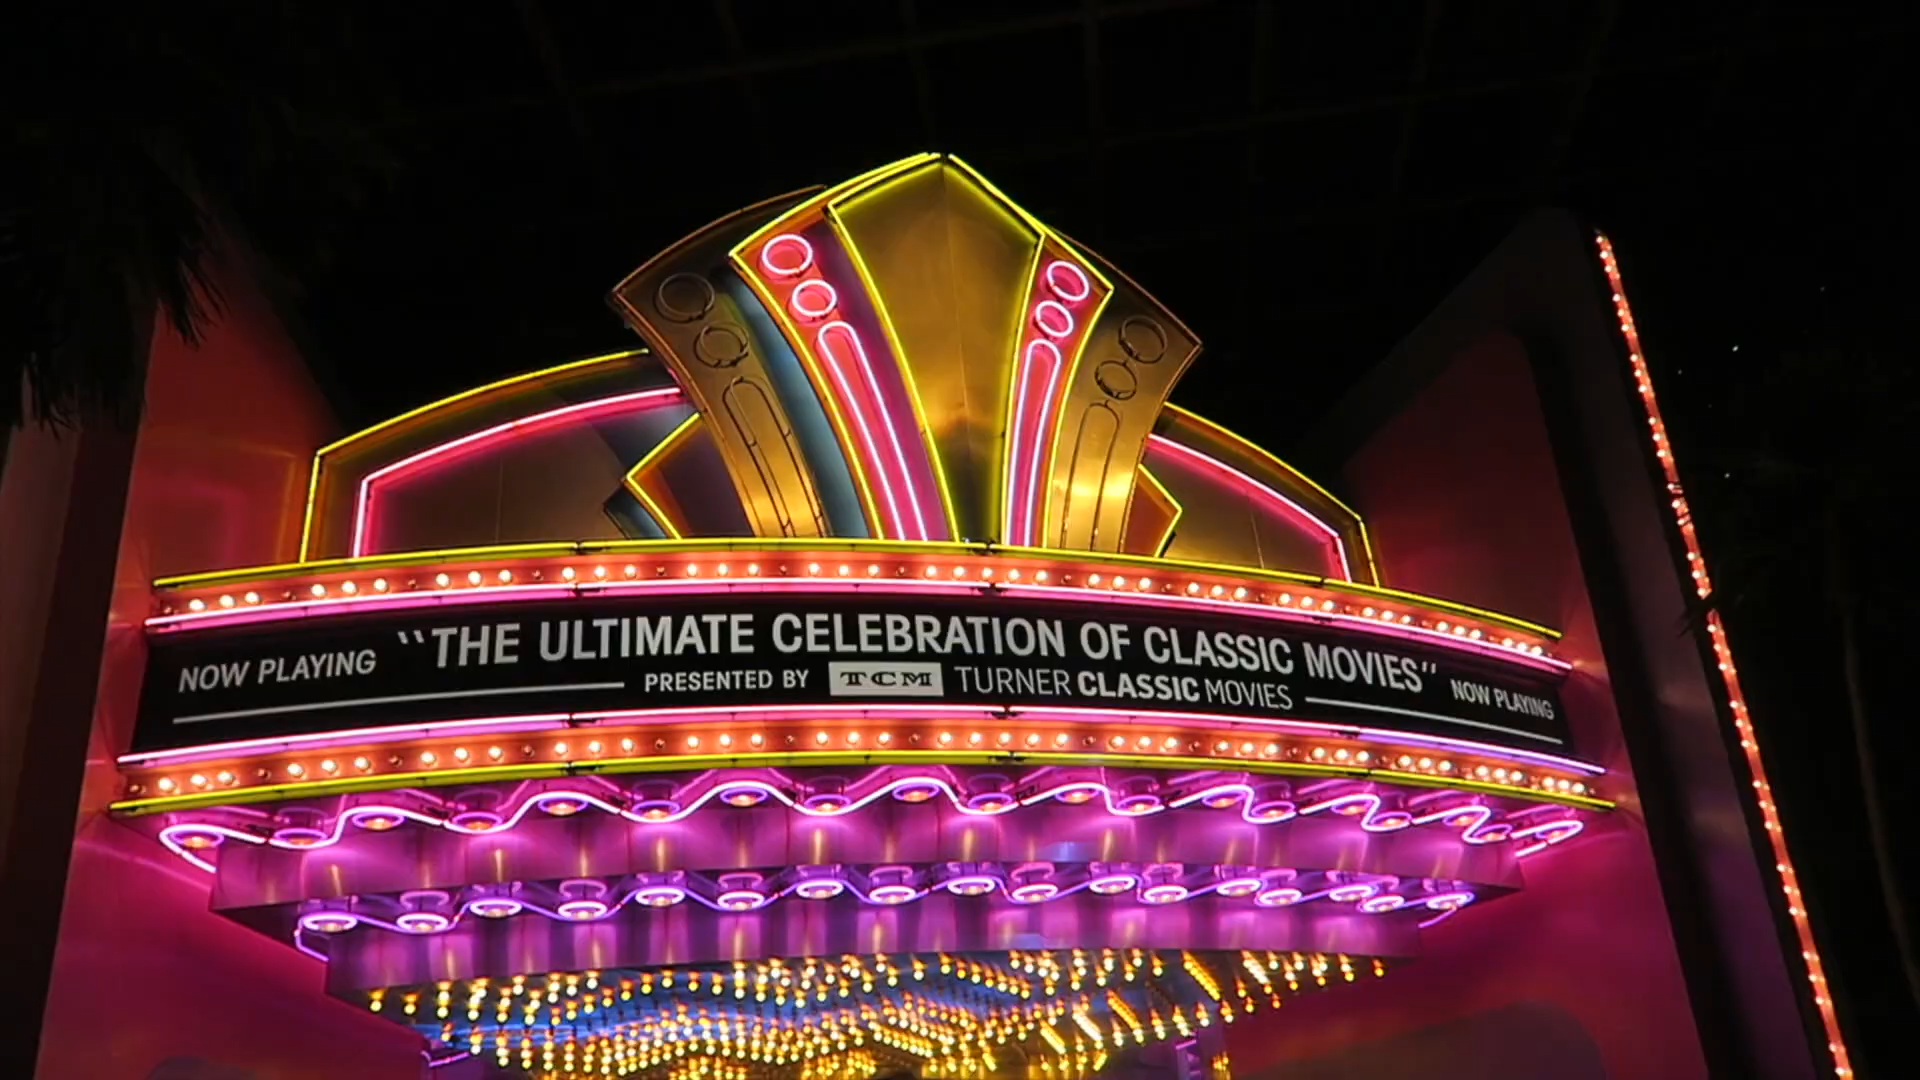 NOW PLAYING "THE ULTIMATE CELEBRATION OF CLASSIC MOVIES" NOW PLAYING
PRESENTED BY TCM TURNER CLASSIC MOVIES